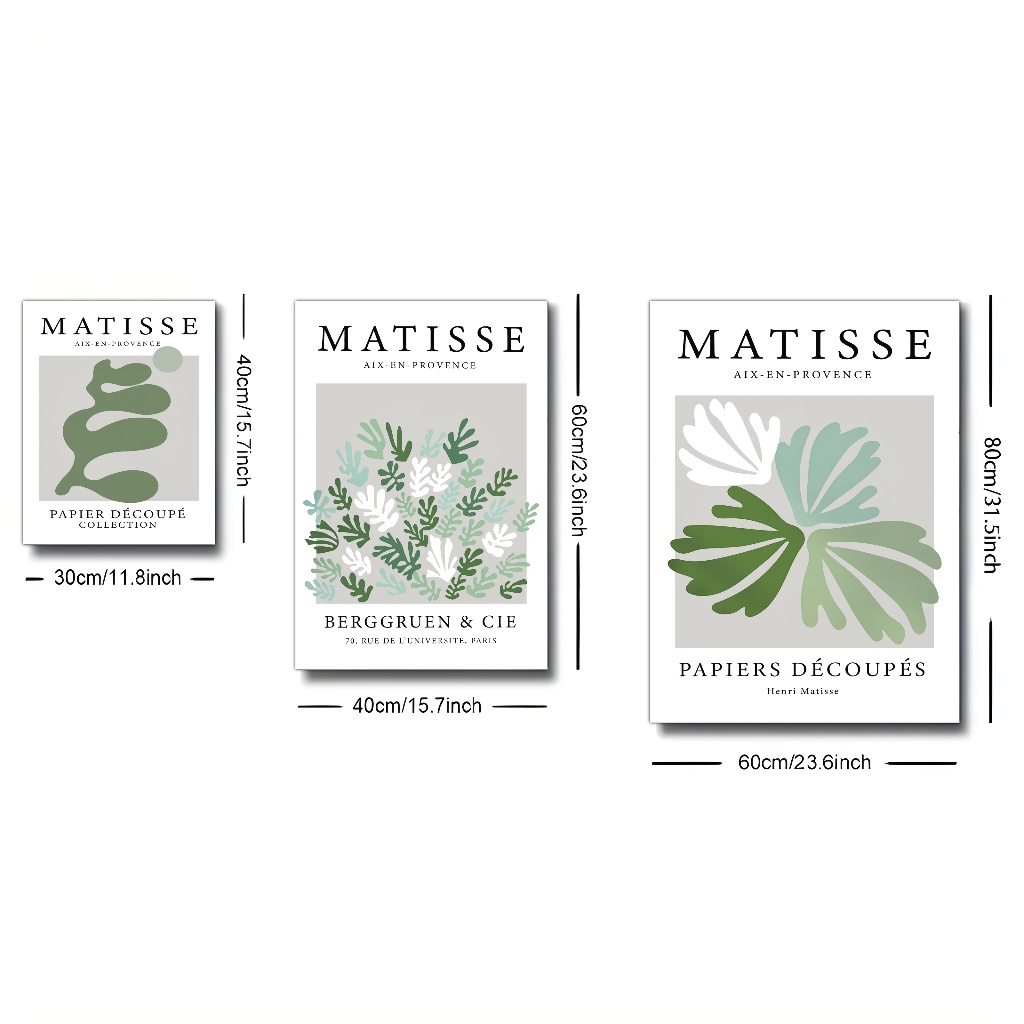 MATISSE
AIX-EN-PROVENCE
PAPIER DÉCOUPÉ
COLLECTION
40cm/15.7inch
30cm/11.8inch
MATISSE
AIX-EN-PROVENCE
BERGGRUEN & CIE
70, RUE DE L'UNIVERSITE, PARIS
60cm/23.6inch
40cm/15.7inch
MATISSE
AIX-EN-PROVENCE
PAPIERS DÉCOUPÉS
Henri Matisse
80cm/31.5inch
60cm/23.6inch